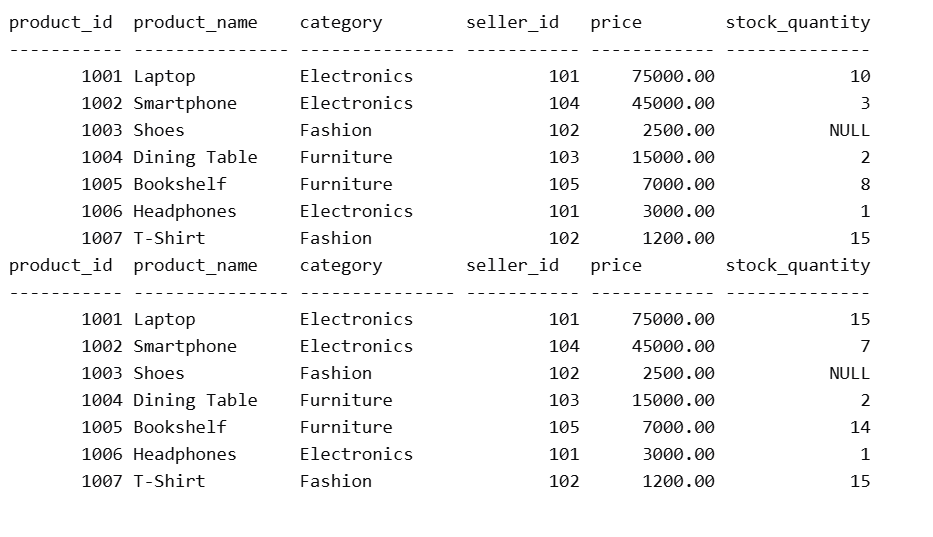 product_id  product_name    category        seller_id   price        stock_quantity
----------- --------------- --------------- ----------- ------------ --------------
       1001 Laptop          Electronics             101     75000.00             10
       1002 Smartphone      Electronics             104     45000.00              3
       1003 Shoes           Fashion                 102      2500.00           NULL
       1004 Dining Table    Furniture               103     15000.00              2
       1005 Bookshelf       Furniture               105      7000.00              8
       1006 Headphones      Electronics             101      3000.00              1
       1007 T-Shirt         Fashion                 102      1200.00             15
product_id  product_name    category        seller_id   price        stock_quantity
----------- --------------- --------------- ----------- ------------ --------------
       1001 Laptop          Electronics             101     75000.00             15
       1002 Smartphone      Electronics             104     45000.00              7
       1003 Shoes           Fashion                 102      2500.00           NULL
       1004 Dining Table    Furniture               103     15000.00              2
       1005 Bookshelf       Furniture               105      7000.00             14
       1006 Headphones      Electronics             101      3000.00              1
       1007 T-Shirt         Fashion                 102      1200.00             15